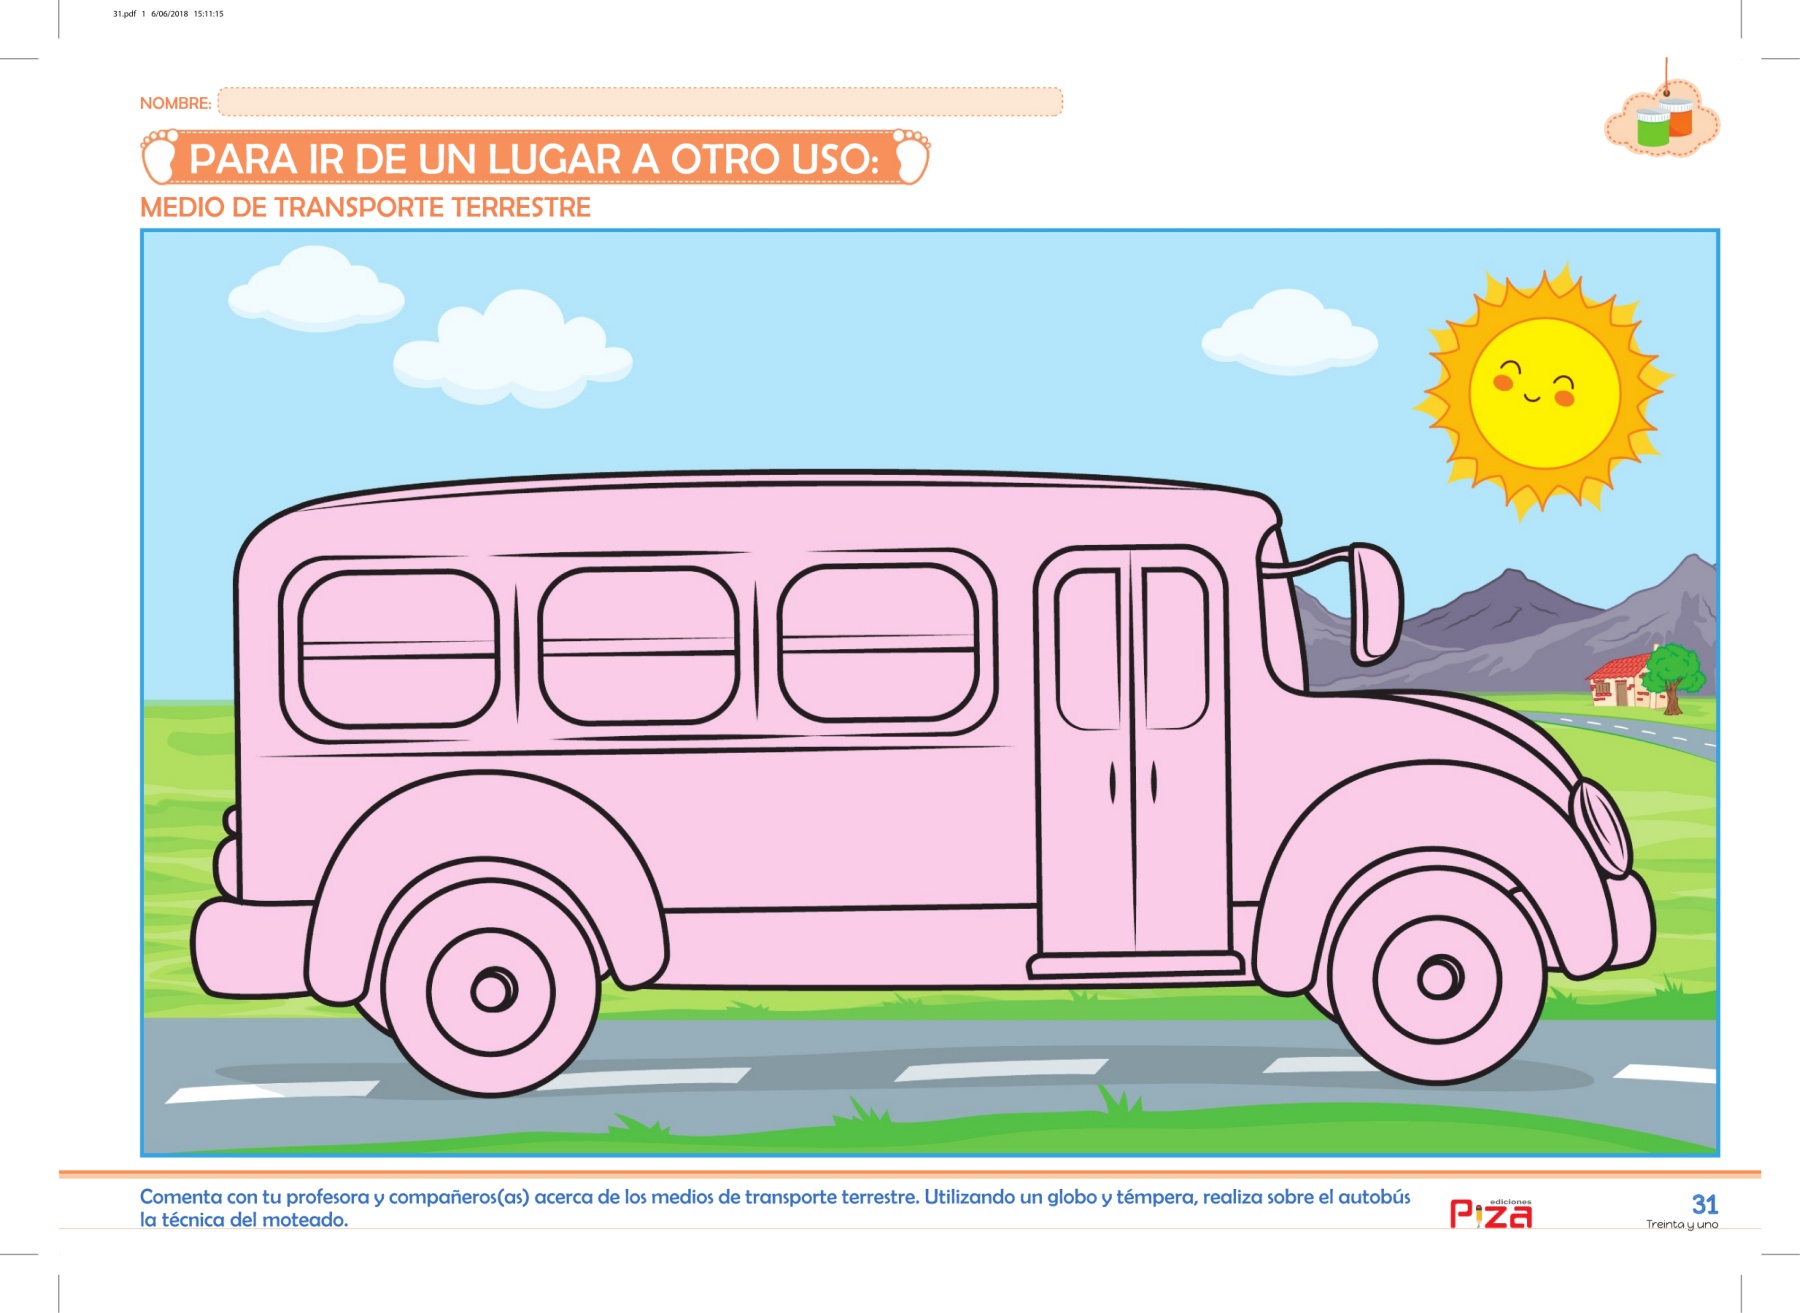 31.pdf 1 6/06/2018 15:11:15
NOMBRE:
PARA IR DE UN LUGAR A OTRO USO:
MEDIO DE TRANSPORTE TERRESTRE
Comenta con tu profesora y compañeros(as) acerca de los medios de transporte terrestre. Utilizando un globo y témpera, realiza sobre el autobús
la técnica del moteado.
ediciones
Piza
31
Treinta y uno